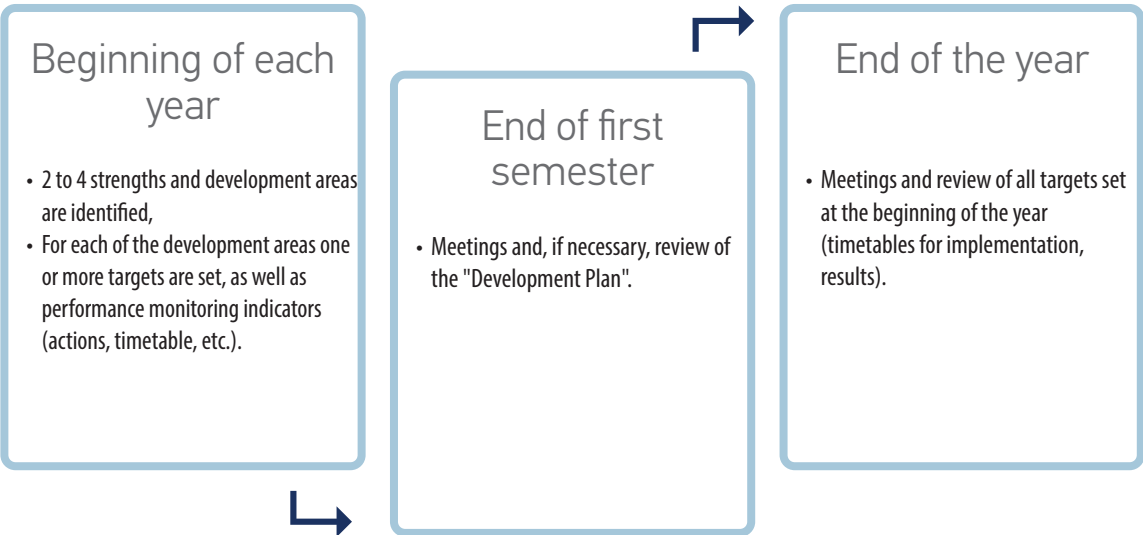 Beginning of each
year
• 2 to 4 strengths and development areas
are identified,
• For each of the development areas one
or more targets are set, as well as
performance monitoring indicators
(actions, timetable, etc.).
End of first
semester
• Meetings and, if necessary, review of
the "Development Plan".
End of the year
• Meetings and review of all targets set
at the beginning of the year
(timetables for implementation,
results).